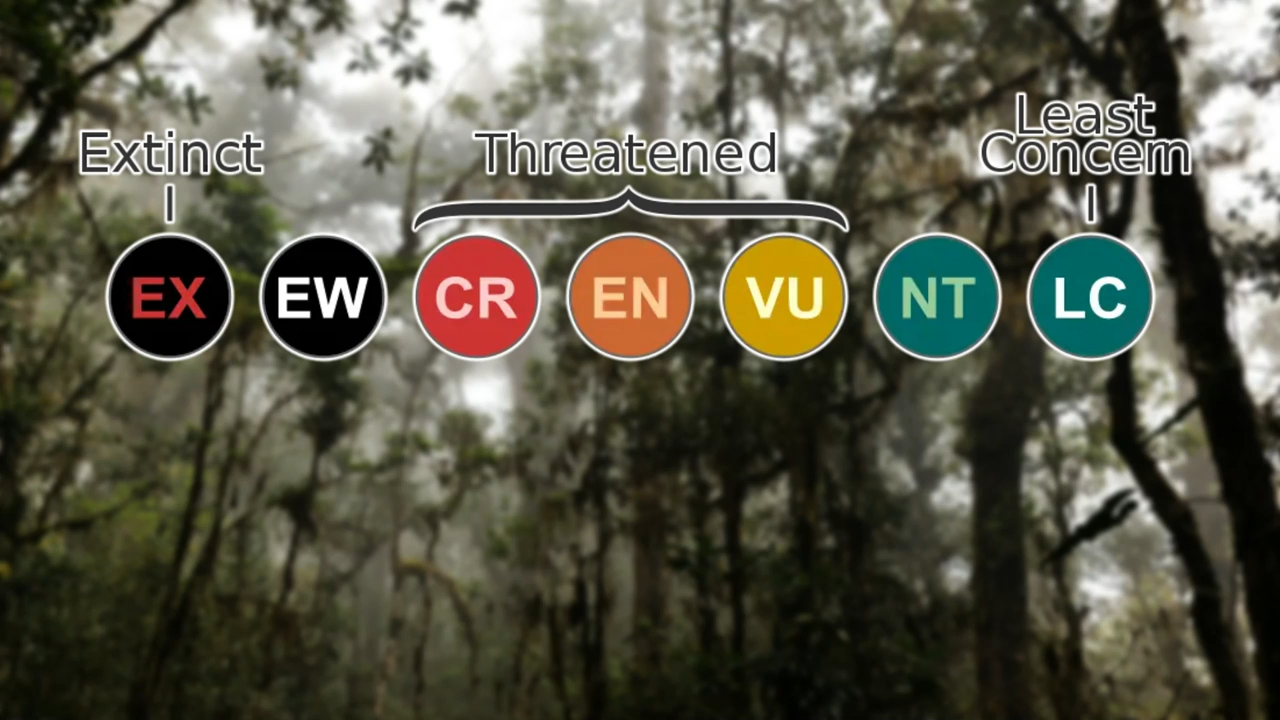 Extinct
Threatened
Least
Concern
EX EW CR EN VU NT LC